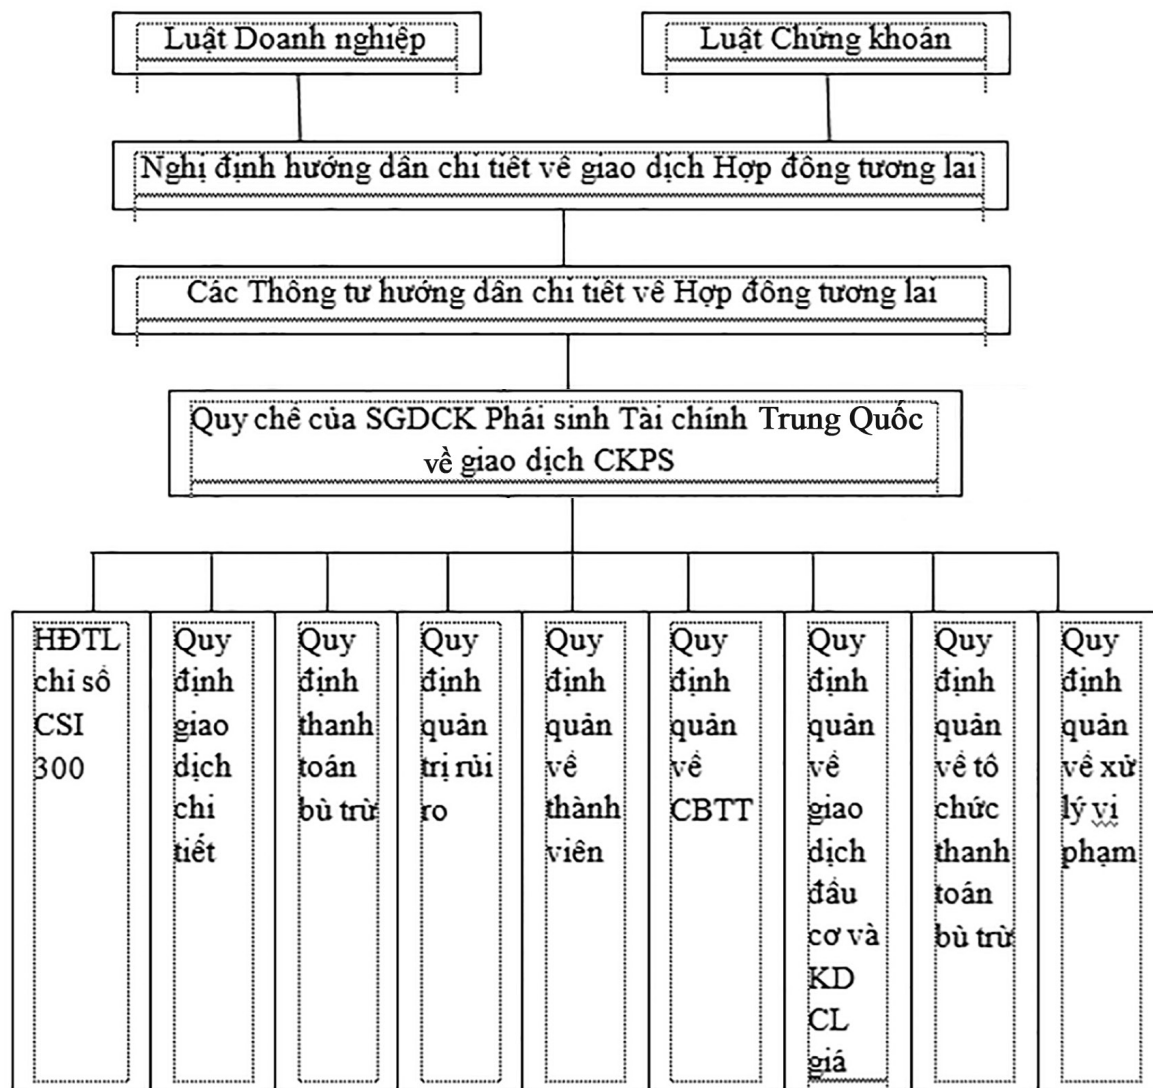 Luật Doanh nghiệp
Luật Chứng khoán
Nghị định hướng dẫn chi tiết về giao dịch Hợp đồng tương lai
Các Thông tư hướng dẫn chi tiết về Hợp đồng tương lai
Quy chế của SGDCK Phái sinh Tài chính Trung Quốc
về giao dịch CKPS
HĐTL
chỉ số
CSI
300
Quy
định
giao
dịch
chi
tiết
Quy
định
thanh
toán
bù trừ
Quy
định
quản
trị rủi
ro
Quy
định
quản
về
thành
viên
Quy
định
quản
về
CBTT
Quy
định
quản
về
giao
dịch
đầu
cơ và
KD
CL
giá
Quy
định
quản
về tổ
chức
thanh
toán
bù trừ
Quy
định
quản
về xử
lý vi
phạm